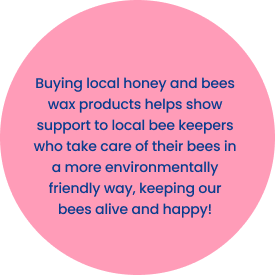 Buying local honey and bees
wax products helps show
support to local bee keepers
who take care of their bees in
a more environmentally
friendly way, keeping our
bees alive and happy!